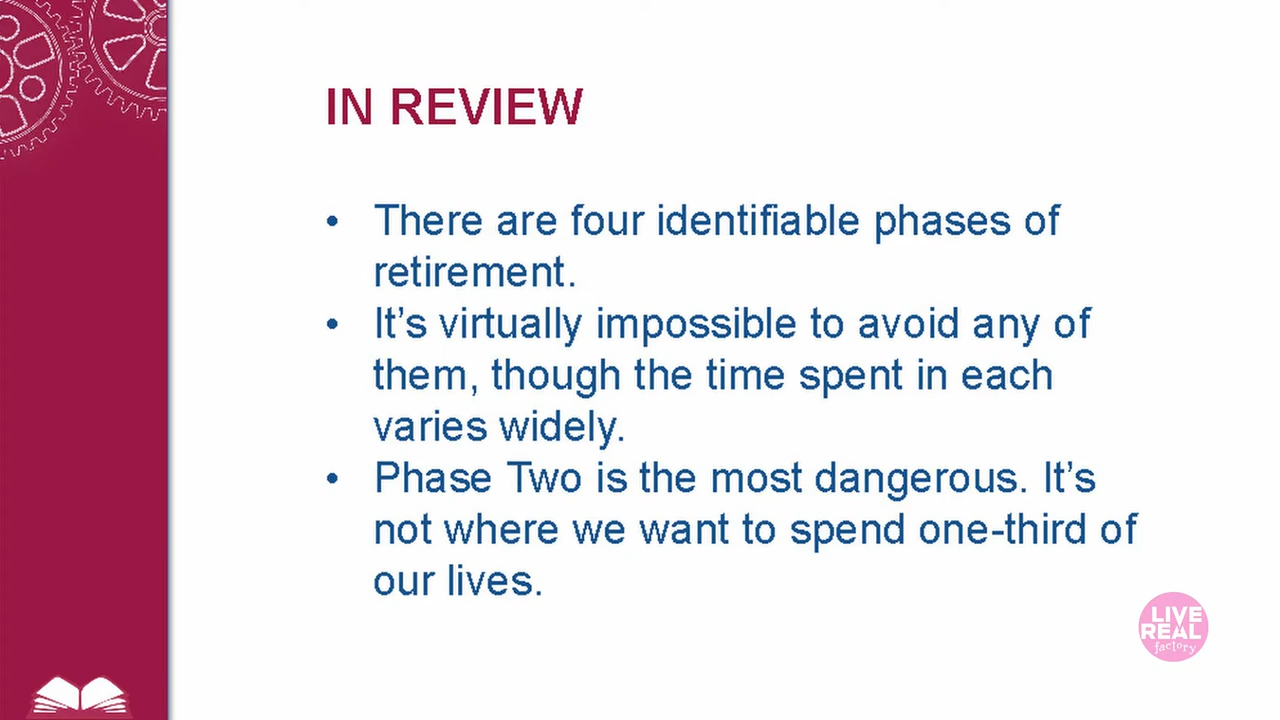 IN REVIEW
• There are four identifiable phases of
retirement.
• It’s virtually impossible to avoid any of
them, though the time spent in each
varies widely.
• Phase Two is the most dangerous. It’s
not where we want to spend one-third of
our lives.
LIVE
REAL
factory